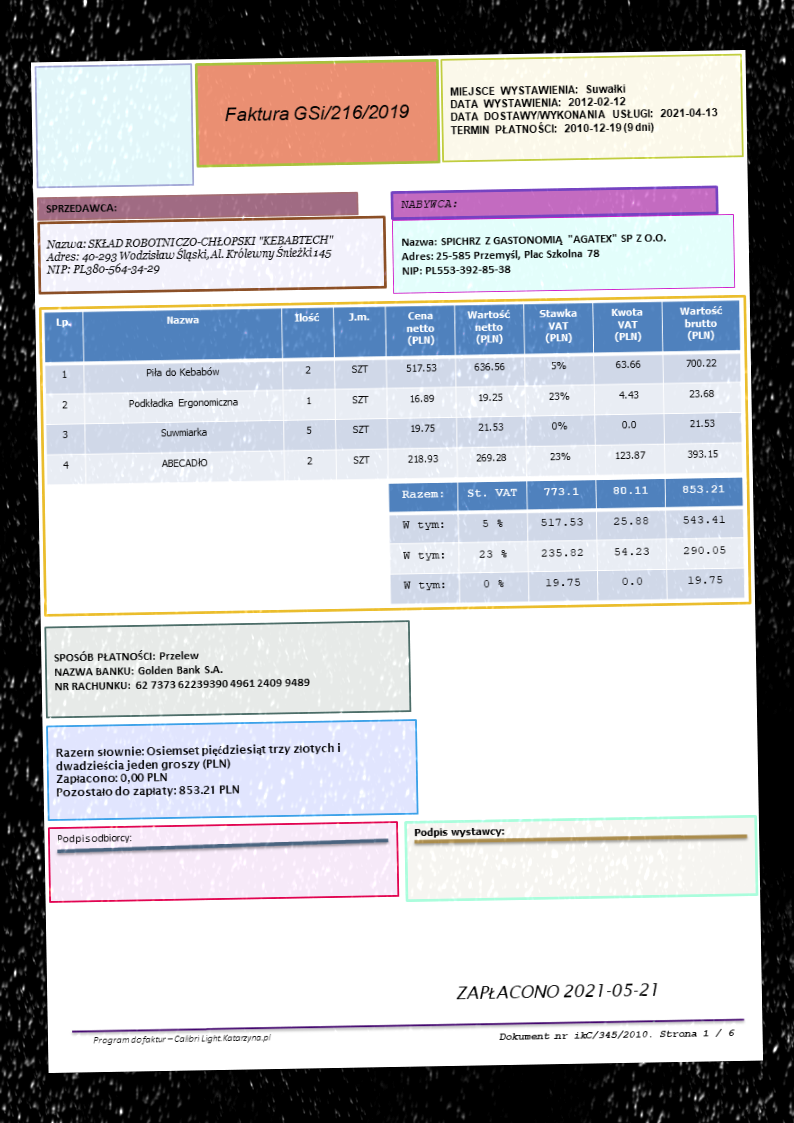 Faktura GSi/216/2019
MIEJSCE WYSTAWIENIA: Suwałki
DATA WYSTAWIENIA: 2012-02-12
DATA DOSTAWY/WYKONANIA USŁUGI: 2021-04-13
TERMIN PŁATNOŚCI: 2010-12-19 (9 dni)
SPRZEDAWCA:
Nazwa: SKŁAD ROBOTNICZO-CHŁOPSKI "KEBABTECH"
Adres: 40-293 Wodzisław Śląski, Al. Królewny Śnieżki 145
NIP: PL380-564-34-29
NABYWCA:
Nazwa: SPICHRZ Z GASTONOMIĄ "AGATEX" SP Z O.O.
Adres: 25-585 Przemyśl, Plac Szkolna 78
NIP: PL553-392-85-38
Lp. Nazwa Ilość J.m. Cena netto (PLN) Wartość netto (PLN) Stawka VAT (PLN) Kwota VAT (PLN) Wartość brutto (PLN)
1 Piła do Kebabów 2 SZT 517.53 636.56 5% 63.66 700.22
2 Podkładka Ergonomiczna 1 SZT 16.89 19.25 23% 4.43 23.68
3 Suwmiarka 5 SZT 19.75 21.53 0% 0.0 21.53
4 ABECADłO 2 SZT 218.93 269.28 23% 123.87 393.15
Razem: St. VAT 773.1 80.11 853.21
W tym: 5 % 517.53 25.88 543.41
W tym: 23 % 235.82 54.23 290.05
W tym: 0 % 19.75 0.0 19.75
SPOSÓB PŁATNOŚCI: Przelew
NAZWA BANKU: Golden Bank S.A.
NR RACHUNKU: 62 7373 6223 9390 4961 2409 9489
Razem słownie: Osiemset pięćdziesiąt trzy złotych i
dwadzieścia jeden groszy (PLN)
Zapłacono: 0,00 PLN
Pozostało do zapłaty: 853.21 PLN
Podpis odbiorcy:
Podpis wystawcy:
ZAPŁACONO 2021-05-21
Program do faktur – Calibri Light.Katarzyna.pl
Dokument nr ikC/345/2010. Strona 1 / 6